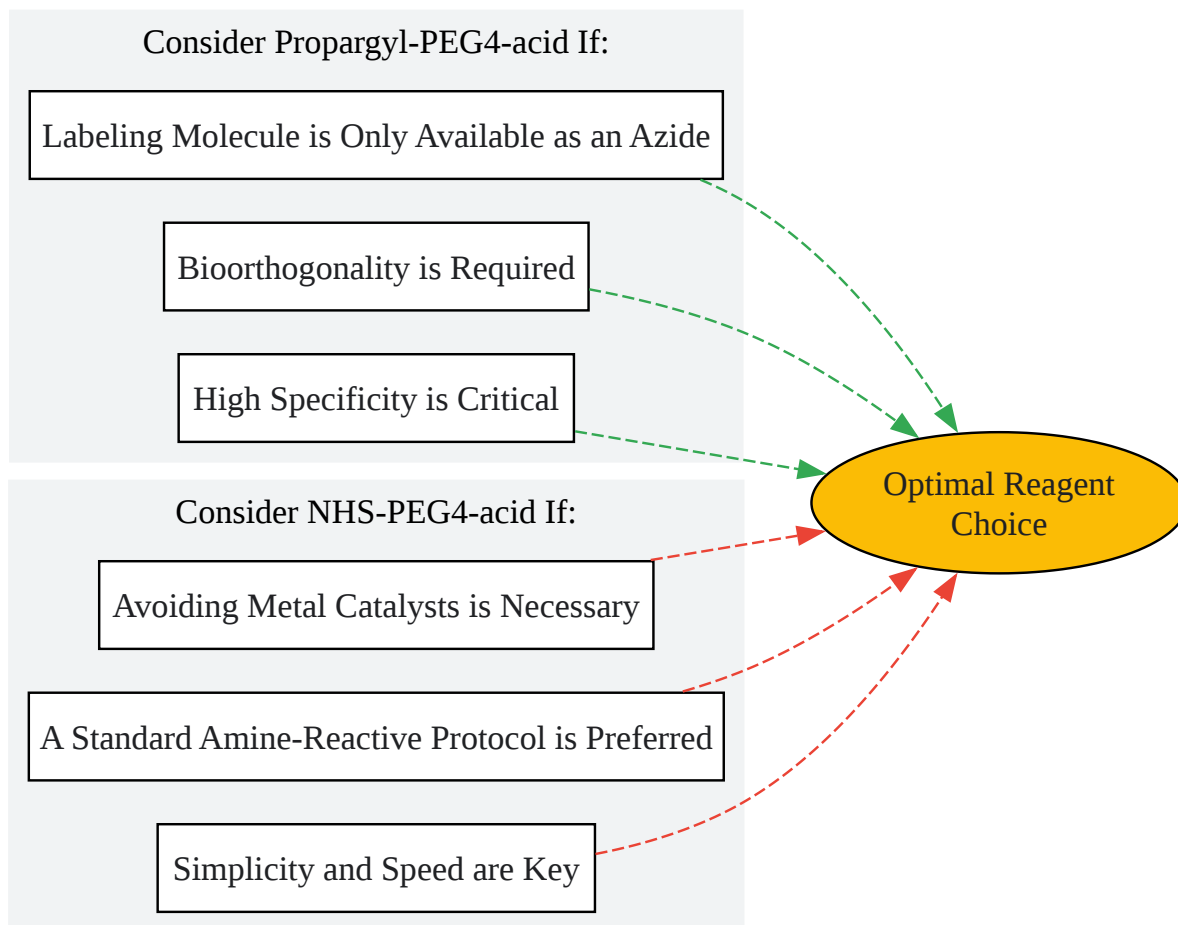 Consider Propargyl-PEG4-acid If:
Labeling Molecule is Only Available as an Azide
Bioorthogonality is Required
High Specificity is Critical
Optimal Reagent
Choice
Consider NHS-PEG4-acid If:
Avoiding Metal Catalysts is Necessary
A Standard Amine-Reactive Protocol is Preferred
Simplicity and Speed are Key